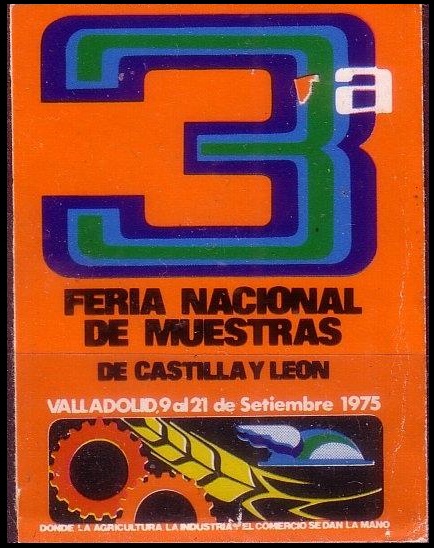 3ª
FERIA NACIONAL
DE MUESTRAS
DE CASTILLA Y LEON
VALLADOLID, 9 al 21 de Setiembre 1975
DONDE LA AGRICULTURA LA INDUSTRIA Y EL COMERCIO SE DAN LA MANO